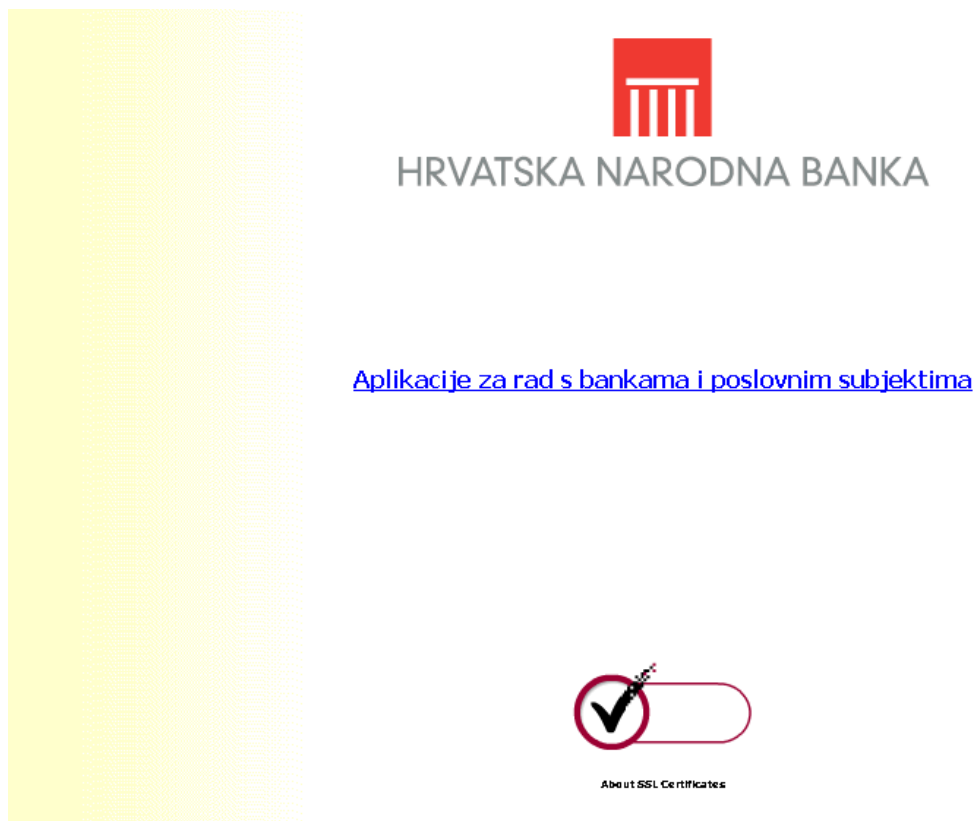 HRVATSKA NARODNA BANKA
Aplikacije za rad s bankama i poslovnim subjektima
About SSL Certificates